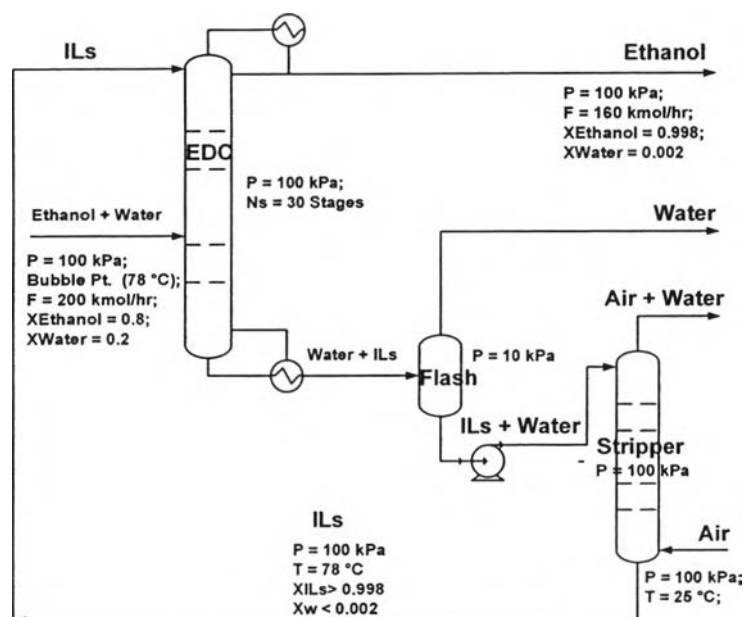 ILs
Ethanol
P = 100 kPa;
F = 160 kmol/hr;
XEthanol = 0.998;
XWater = 0.002
EDC
P = 100 kPa;
Ns = 30 Stages
Ethanol + Water
P = 100 kPa;
Bubble Pt. (78 °C);
F = 200 kmol/hr;
XEthanol = 0.8;
XWater = 0.2
Water
Air + Water
Water + ILs
Flash
P = 10 kPa
ILs + Water
Stripper
P = 100 kPa
ILs
P = 100 kPa
T = 78 °C
XILs> 0.998
Xw < 0.002
Air
P = 100 kPa;
T = 25 °C;